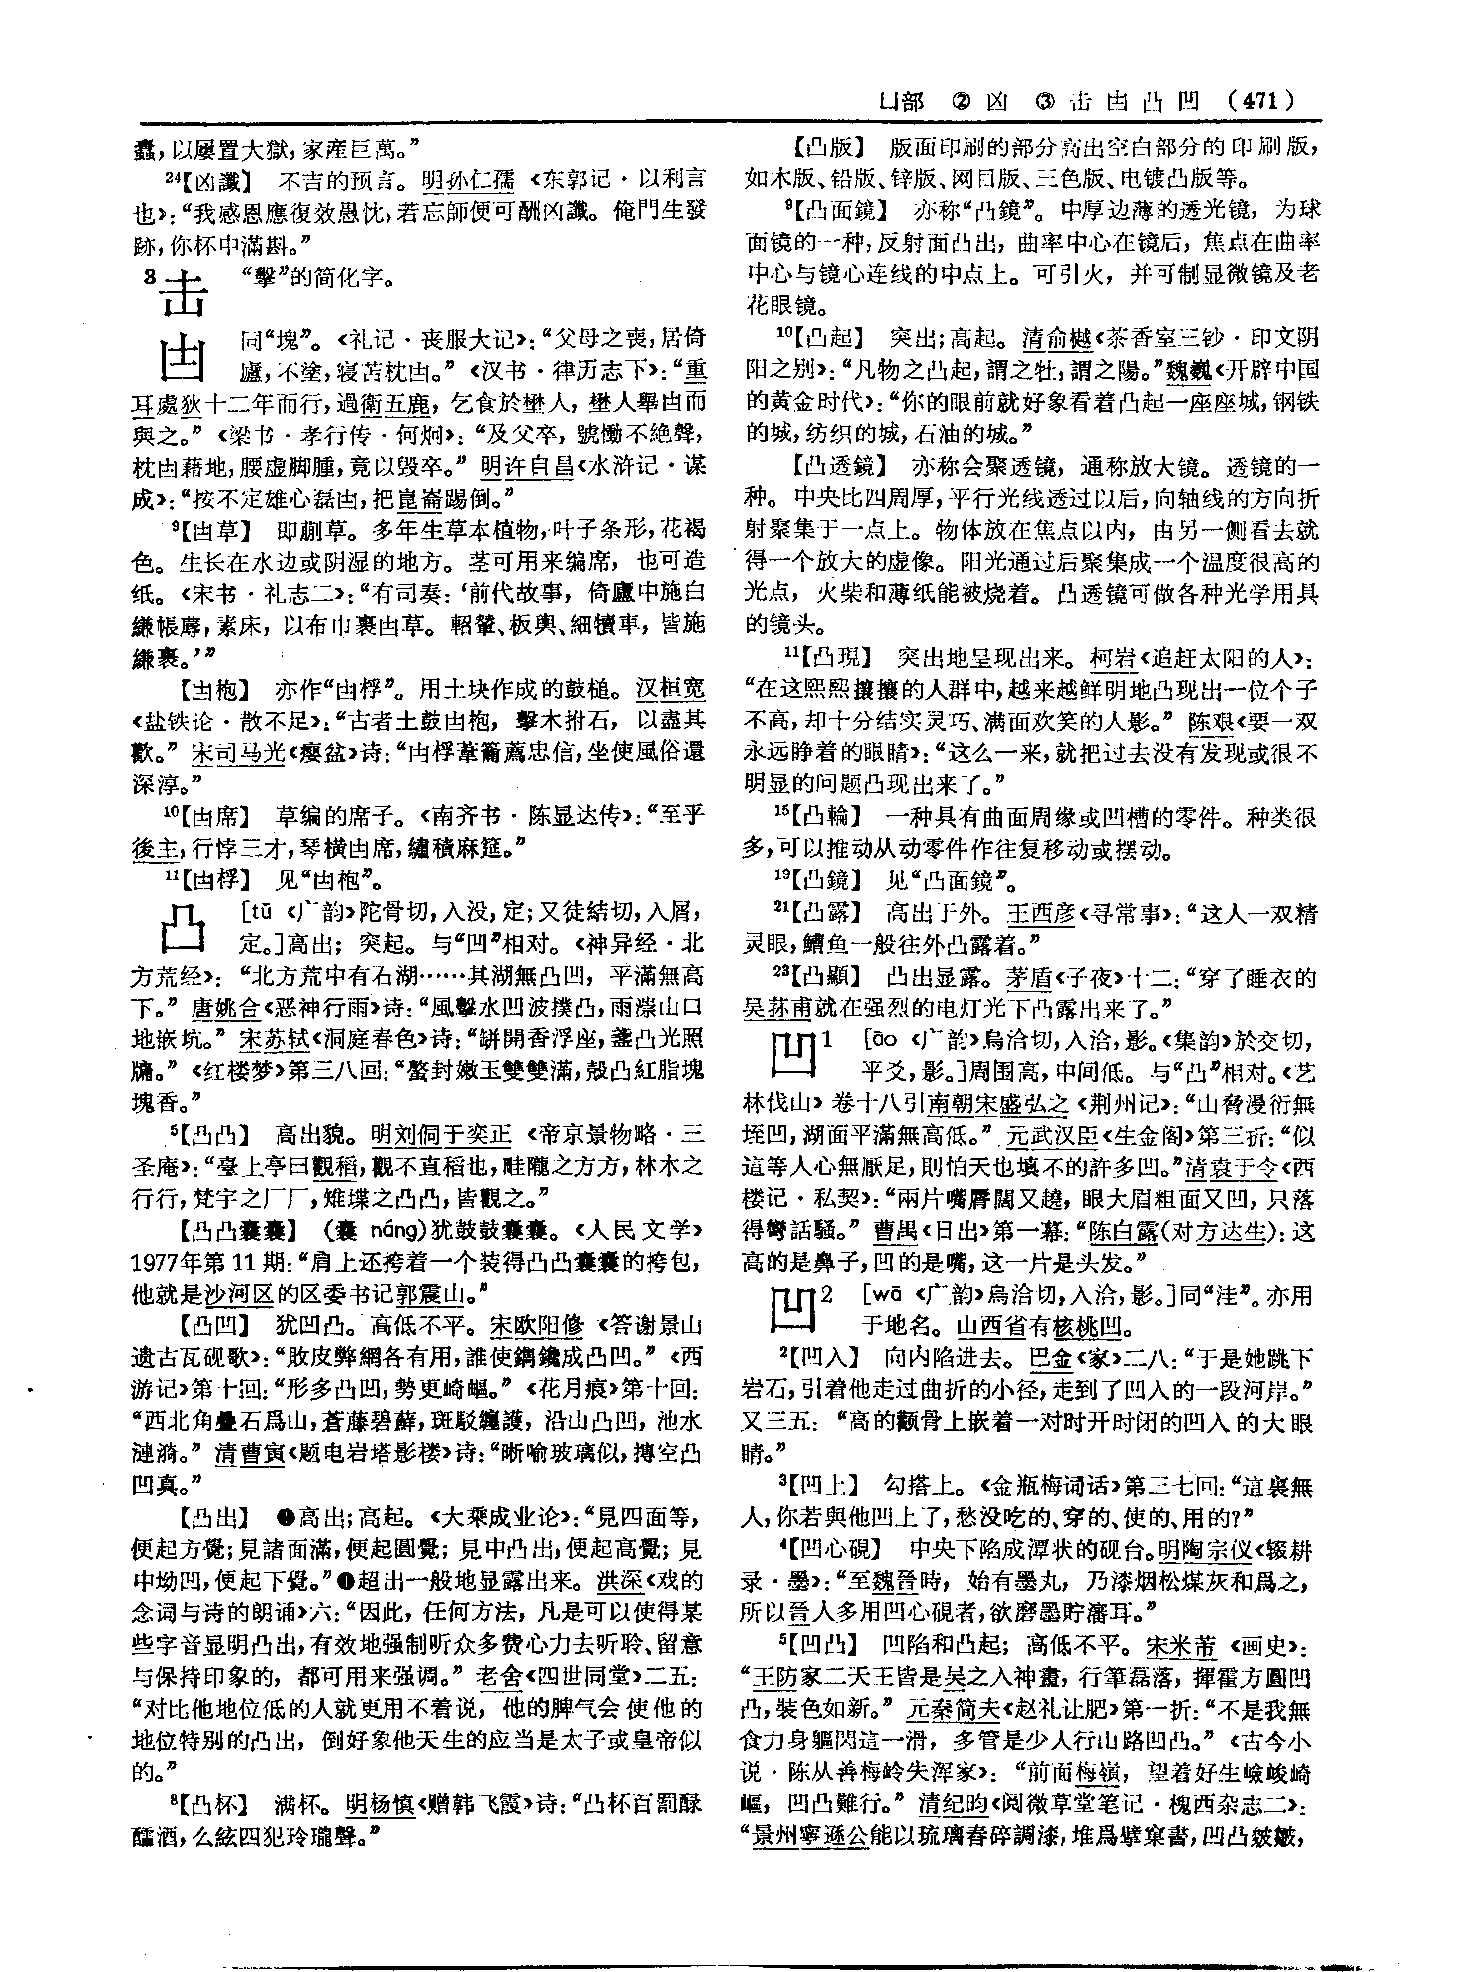 凵部 ② 凶 ③ 击 凷 凸 凹 (471)
蠹,以屢置大獄,家産巨萬。”
²⁴【凶讖】 不吉的预言。明孙仁孺《东郭记·以利言
也》:“我感恩應復效愚忱,若忘師便可酬凶讖。俺門生發
跡,你杯中滿斟。”
3 击 “擊”的简化字。
凷 同“塊”。《礼记·丧服大记》:“父母之喪,居倚
廬,不塗,寝苫枕凷。”《汉书·律历志下》:“重
耳處狄十二年而行,過衛五鹿,乞食於壄人,壄人舉凷而
與之。”《梁书·孝行传·何炯》:“及父卒,號慟不絶聲,
枕凷藉地,腰虚脚腫,竟以毁卒。”明许自昌《水浒记·谋
成》:“按不定雄心磊凷,把崑崙踢倒。”
⁹【凷草】 即蒯草。多年生草本植物,叶子条形,花褐
色。生长在水边或阴湿的地方。茎可用来编席,也可造
纸。《宋书·礼志二》:“有司奏:‘前代故事,倚廬中施白
縑帳蓐,素床,以布巾裹凷草。軺輦、板輿、細犢車,皆施
縑裹。’”
【凷枹】 亦作“凷桴”。用土块作成的鼓槌。汉桓宽
《盐铁论·散不足》:“古者土鼓凷枹,擊木拊石,以盡其
歡。”宋司马光《瘿盆》诗:“凷桴葦籥薦忠信,坐使風俗還
深淳。”
¹⁰【凷席】 草编的席子。《南齐书·陈显达传》:“至乎
後主,行悖三才,琴横凷席,繡積麻筵。”
¹¹【凷桴】 见“凷枹”。
凸 [tū 《广韵》陀骨切,入没,定;又徒結切,入屑,
定。]高出;突起。与“凹”相对。《神异经·北
方荒经》:“北方荒中有石湖……其湖無凸凹,平滿無高
下。”唐姚合《恶神行雨》诗:“風擊水凹波撲凸,雨漴山口
地嵌坑。”宋苏轼《洞庭春色》诗:“缾開香浮座,盞凸光照
牖。”《红楼梦》第三八回:“螯封嫩玉雙雙滿,殻凸紅脂塊
塊香。”
⁵【凸凸】 高出貌。明刘侗于奕正《帝京景物略·三
圣庵》:“臺上亭曰觀稻,觀不直稻也,畦隴之方方,林木之
行行,梵宇之厂厂,雉堞之凸凸,皆觀之。”
【凸凸囊囊】 (囊 náng)犹鼓鼓囊囊。《人民文学》
1977年第11期:“肩上还挎着一个装得凸凸囊囊的挎包,
他就是沙河区的区委书记郭震山。”
【凸凹】 犹凹凸。高低不平。宋欧阳修《答谢景山
遗古瓦砚歌》:“敗皮弊網各有用,誰使鐫鑱成凸凹。”《西
游记》第十回:“形多凸凹,勢更崎嶇。”《花月痕》第十回:
“西北角疊石爲山,蒼藤碧蘚,斑駁纏護,沿山凸凹,池水
漣漪。”清曹寅《题电岩塔影楼》诗:“晰喻玻璃似,摶空凸
凹真。”
【凸出】 ❶高出;高起。《大乘成业论》:“見四面等,
便起方覺;見諸面滿,便起圓覺;見中凸出,便起高覺;見
中坳凹,便起下覺。”❶超出一般地显露出来。洪深《戏的
念词与诗的朗诵》六:“因此,任何方法,凡是可以使得某
些字音显明凸出,有效地强制听众多费心力去听聆、留意
与保持印象的,都可用来强调。”老舍《四世同堂》二五:
“对比他地位低的人就更用不着说,他的脾气会使他的
地位特别的凸出,倒好象他天生的应当是太子或皇帝似
的。”
⁸【凸杯】 满杯。明杨慎《赠韩飞霞》诗:“凸杯百罰醁
醽酒,么絃四犯玲瓏聲。”
【凸版】 版面印刷的部分高出空白部分的印刷版,
如木版、铅版、锌版、网目版、三色版、电镀凸版等。
⁹【凸面鏡】 亦称“凸鏡”。中厚边薄的透光镜,为球
面镜的一种,反射面凸出,曲率中心在镜后,焦点在曲率
中心与镜心连线的中点上。可引火,并可制显微镜及老
花眼镜。
¹⁰【凸起】 突出;高起。清俞樾《茶香室三钞·印文阴
阳之别》:“凡物之凸起,謂之牡,謂之陽。”魏巍《开辟中国
的黄金时代》:“你的眼前就好象看着凸起一座座城,钢铁
的城,纺织的城,石油的城。”
【凸透鏡】 亦称会聚透镜,通称放大镜。透镜的一
种。中央比四周厚,平行光线透过以后,向轴线的方向折
射聚集于一点上。物体放在焦点以内,由另一侧看去就
得一个放大的虚像。阳光通过后聚集成一个温度很高的
光点,火柴和薄纸能被烧着。凸透镜可做各种光学用具
的镜头。
¹¹【凸現】 突出地呈现出来。柯岩《追赶太阳的人》:
“在这熙熙攘攘的人群中,越来越鲜明地凸现出一位个子
不高,却十分结实灵巧、满面欢笑的人影。”陈艰《要一双
永远睁着的眼睛》:“这么一来,就把过去没有发现或很不
明显的问题凸现出来了。”
¹⁵【凸輪】 一种具有曲面周缘或凹槽的零件。种类很
多,可以推动从动零件作往复移动或摆动。
¹⁹【凸鏡】 见“凸面鏡”。
²¹【凸露】 高出于外。王西彦《寻常事》:“这人一双精
灵眼,鳢鱼一般往外凸露着。”
²³【凸顯】 凸出显露。茅盾《子夜》十二:“穿了睡衣的
吴荪甫就在强烈的电灯光下凸露出来了。”
凹1 [āo 《广韵》烏洽切,入洽,影。《集韵》於交切,
平爻,影。]周围高,中间低。与“凸”相对。《艺
林伐山》卷十八引南朝宋盛弘之《荆州记》:“山脅漫衍無
垤凹,湖面平滿無高低。”元武汉臣《生金阁》第三折:“似
這等人心無厭足,則怕天也填不的許多凹。”清袁于令《西
楼记·私契》:“兩片嘴脣闊又趬,眼大眉粗面又凹,只落
得彎話騷。”曹禺《日出》第一幕:“陈白露(对方达生):这
高的是鼻子,凹的是嘴,这一片是头发。”
凹2 [wā 《广韵》烏洽切,入洽,影。]同“洼”。亦用
于地名。山西省有核桃凹。
²【凹入】 向内陷进去。巴金《家》二八:“于是她跳下
岩石,引着他走过曲折的小径,走到了凹入的一段河岸。”
又三五:“高的颧骨上嵌着一对时开时闭的凹入的大眼
睛。”
³【凹上】 勾搭上。《金瓶梅词话》第三七回:“這裏無
人,你若與他凹上了,愁没吃的、穿的、使的、用的?”
⁴【凹心硯】 中央下陷成潭状的砚台。明陶宗仪《辍耕
录·墨》:“至魏晉時,始有墨丸,乃漆烟松煤灰和爲之,
所以晉人多用凹心硯者,欲磨墨貯瀋耳。”
⁵【凹凸】 凹陷和凸起;高低不平。宋米芾《画史》:
“王防家二天王皆是吴之入神畫,行筆磊落,揮霍方圓凹
凸,裝色如新。”元秦简夫《赵礼让肥》第一折:“不是我無
食力身軀閃這一滑,多管是少人行山路凹凸。”《古今小
说·陈从善梅岭失浑家》:“前面梅嶺,望着好生嶮峻崎
嶇,凹凸難行。”清纪昀《阅微草堂笔记·槐西杂志二》:
“景州寧遜公能以琉璃舂碎調漆,堆爲擘窠書,凹凸皴皺,